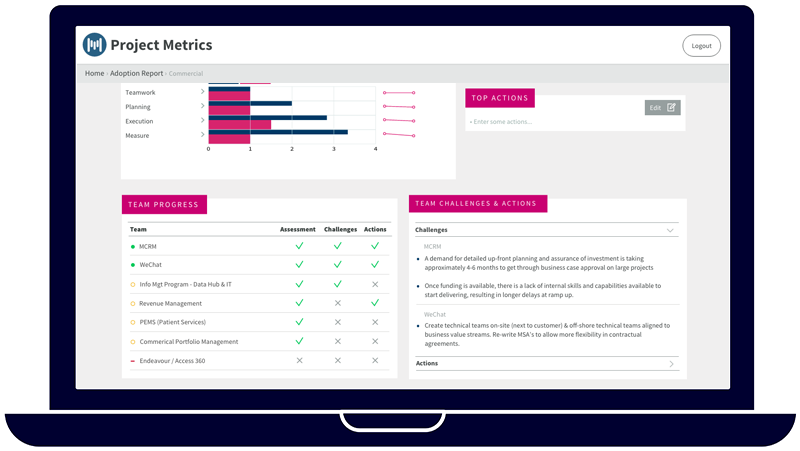 Project Metrics
Logout
Home › Adoption Report › Commercial
Teamwork
Planning
Execution
Measure
0 1 2 3 4
TOP ACTIONS
Edit
• Enter some actions...
TEAM PROGRESS
Team Assessment Challenges Actions
MCRM
WeChat
Info Mgt Program - Data Hub & IT
Revenue Management
PEMS (Patient Services)
Commerical Portfolio Management
Endeavour / Access 360
TEAM CHALLENGES & ACTIONS
Challenges
MCRM
• A demand for detailed up-front planning and assurance of investment is taking
approximately 4-6 months to get through business case approval on large projects
• Once funding is available, there is a lack of internal skills and capabilities available to
start delivering, resulting in longer delays at ramp up.
WeChat
• Create technical teams on-site (next to customer) & off-shore technical teams aligned to
business value streams. Re-write MSA's to allow more flexibility in contractual
agreements.
Actions